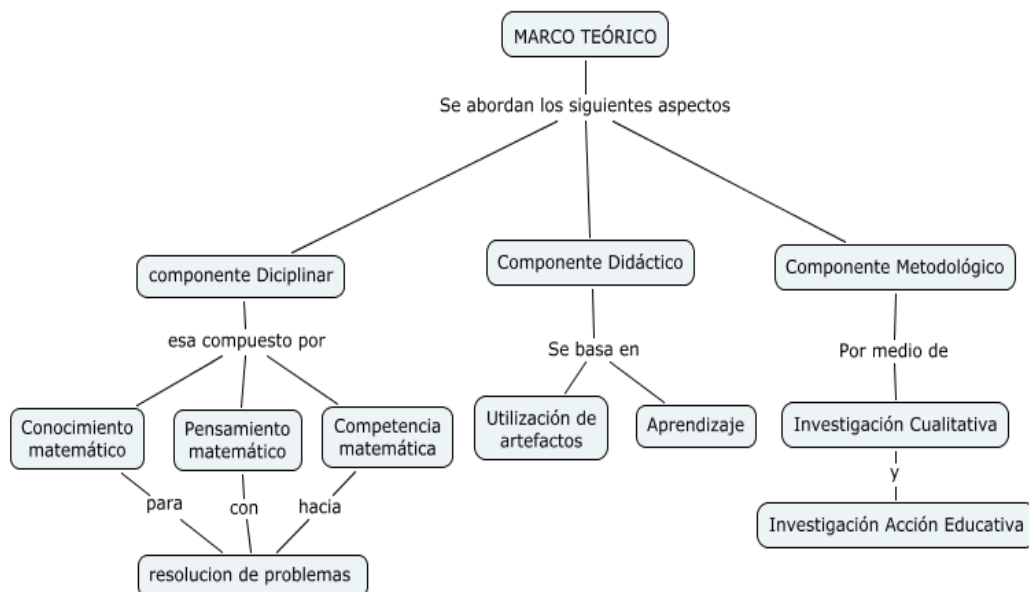 MARCO TEÓRICO
Se abordan los siguientes aspectos
componente Diciplinar
Componente Didáctico
Componente Metodológico
esa compuesto por
Se basa en
Por medio de
Conocimiento
matemático
Pensamiento
matemático
Competencia
matemática
Utilización de
artefactos
Aprendizaje
Investigación Cualitativa
para
con
hacia
y
resolucion de problemas
Investigación Acción Educativa